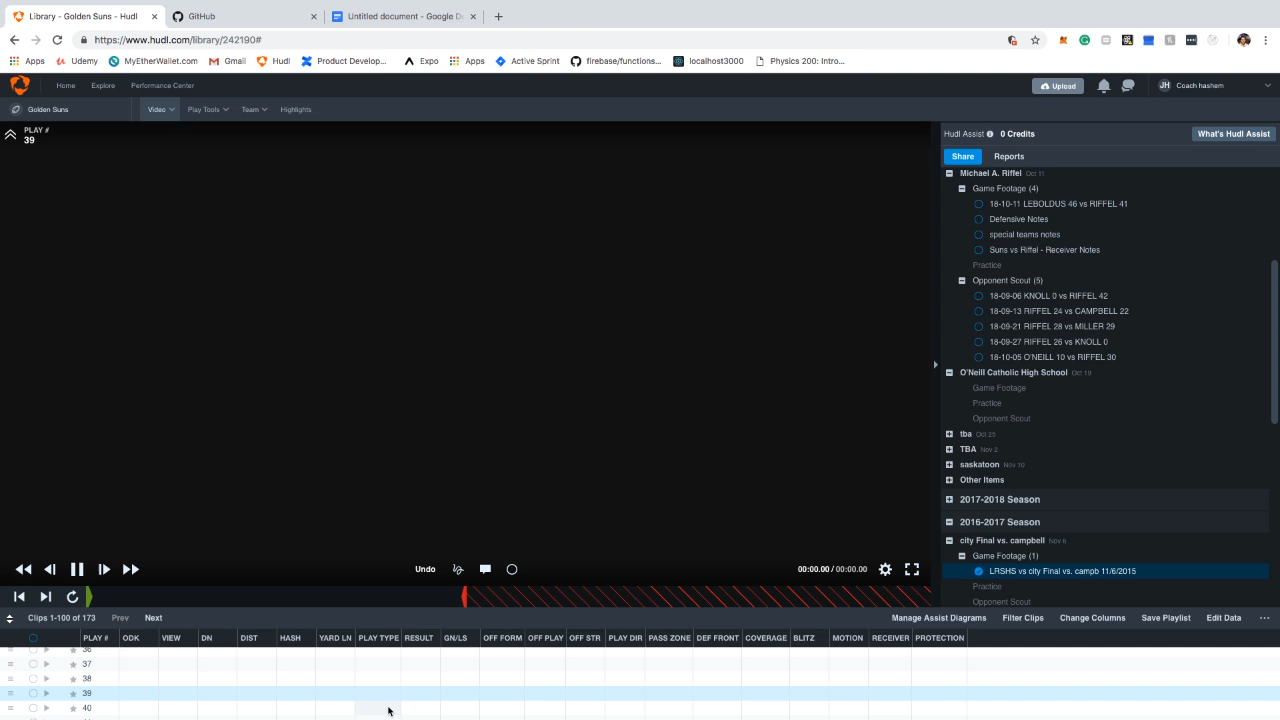 Library - Golden Suns - Hudl
GitHub
Untitled document - Google D
https://www.hudl.com/library/242190#
Apps Udemy MyEtherWallet.com Gmail Hudl Product Develop... Expo Apps Active Sprint firebase/functions... localhost3000 Physics 200: Intro...
Home Explore Performance Center Upload JH Coach hashem
Golden Suns Video Play Tools Team Highlights
PLAY #
39
Hudl Assist 0 Credits What's Hudl Assist
Share Reports
Michael A. Riffel Oct 11
Game Footage (4)
18-10-11 LEBOLDUS 46 vs RIFFEL 41
Defensive Notes
special teams notes
Suns vs Riffel - Receiver Notes
Practice
Opponent Scout (5)
18-09-06 KNOLL 0 vs RIFFEL 42
18-09-13 RIFFEL 24 vs CAMPBELL 22
18-09-21 RIFFEL 28 vs MILLER 29
18-09-27 RIFFEL 26 vs KNOLL 0
18-10-05 O'NEILL 10 vs RIFFEL 30
O'Neill Catholic High School Oct 19
Game Footage
Practice
Opponent Scout
tba Oct 25
TBA Nov 2
saskatoon Nov 10
Other Items
2017-2018 Season
2016-2017 Season
city Final vs. campbell Nov 6
Game Footage (1)
LRSHS vs city Final vs. campb 11/6/2015
Practice
Opponent Scout
Undo 00:00.00 / 00:00.00
Clips 1-100 of 173 Prev Next Manage Assist Diagrams Filter Clips Change Columns Save Playlist Edit Data
PLAY # ODK VIEW DN DIST HASH YARD LN PLAY TYPE RESULT GN/LS OFF FORM OFF PLAY OFF STR PLAY DIR PASS ZONE DEF FRONT COVERAGE BLITZ MOTION RECEIVER PROTECTION
36
37
38
39
40